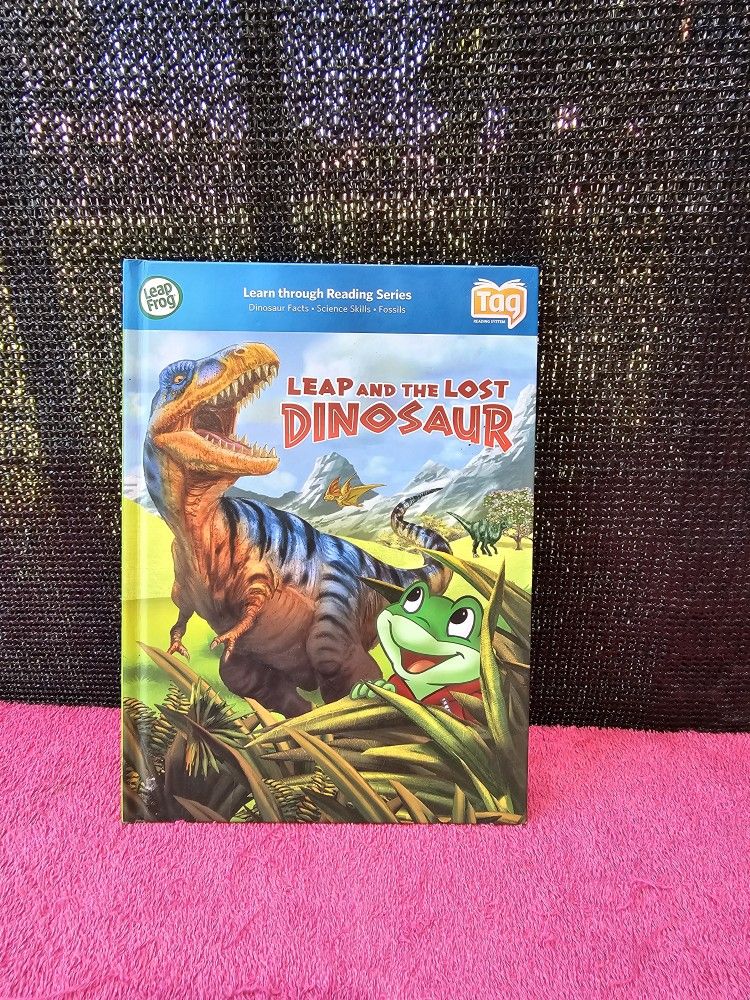 Leap
Frog
Learn through Reading Series
Dinosaur Facts • Science Skills • Fossils
Tag
READING SYSTEM
LEAP AND THE LOST
DINOSAUR